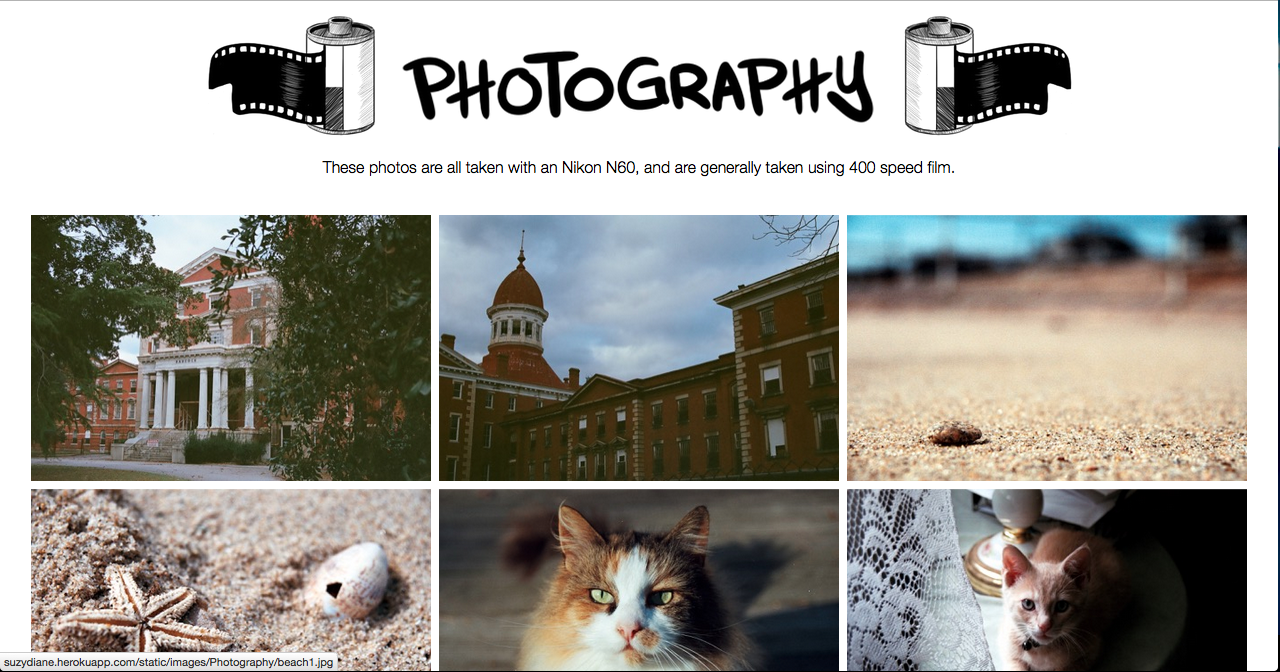 PHOTOGRAPHY
These photos are all taken with an Nikon N60, and are generally taken using 400 speed film.
suzydiane.herokuapp.com/static/images/Photography/beach1.jpg